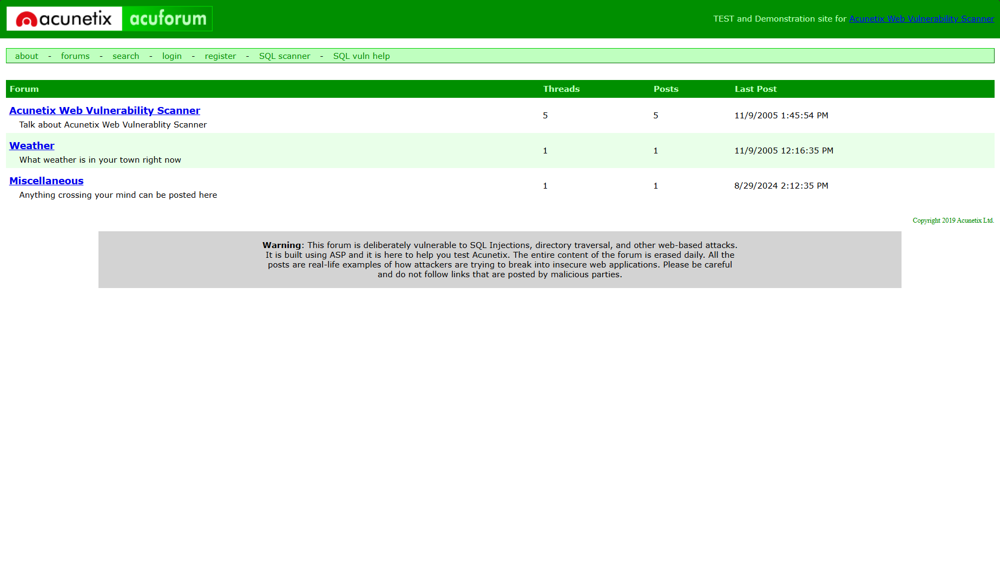 acunetix acuforum
TEST and Demonstration site for Acunetix Web Vulnerability Scanner
about - forums - search - login - register - SQL scanner - SQL vuln help
Forum Threads Posts Last Post
Acunetix Web Vulnerability Scanner
Talk about Acunetix Web Vulnerablity Scanner
5 5 11/9/2005 1:45:54 PM
Weather
What weather is in your town right now
1 1 11/9/2005 12:16:35 PM
Miscellaneous
Anything crossing your mind can be posted here
1 1 8/29/2024 2:12:35 PM
Copyright 2019 Acunetix Ltd.
Warning: This forum is deliberately vulnerable to SQL Injections, directory traversal, and other web-based attacks.
It is built using ASP and it is here to help you test Acunetix. The entire content of the forum is erased daily. All the
posts are real-life examples of how attackers are trying to break into insecure web applications. Please be careful
and do not follow links that are posted by malicious parties.